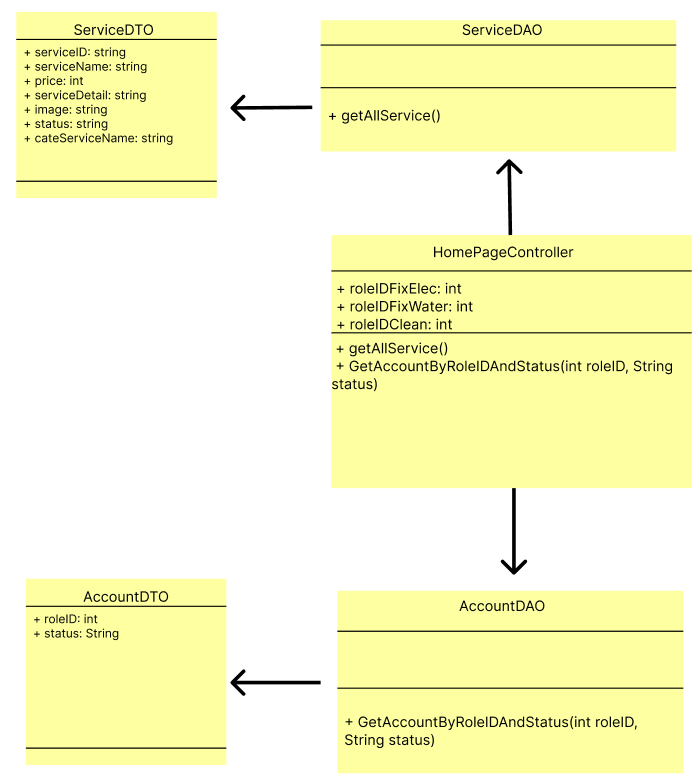 ServiceDTO
+ serviceID: string
+ serviceName: string
+ price: int
+ serviceDetail: string
+ image: string
+ status: string
+ cateServiceName: string
ServiceDAO
+ getAllService()
HomePageController
+ roleIDFixElec: int
+ roleIDFixWater: int
+ roleIDClean: int
+ getAllService()
+ GetAccountByRoleIDAndStatus(int roleID, String
status)
AccountDTO
+ roleID: int
+ status: String
AccountDAO
+ GetAccountByRoleIDAndStatus(int roleID,
String status)